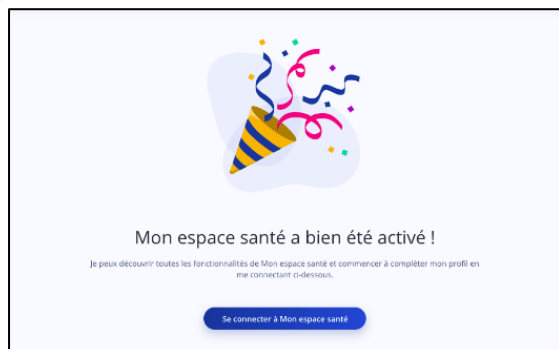 Mon espace santé a bien été activé !
Je peux découvrir toutes les fonctionnalités de Mon espace santé et commencer à compléter mon profil en
me connectant ci-dessous.
Se connecter à Mon espace santé